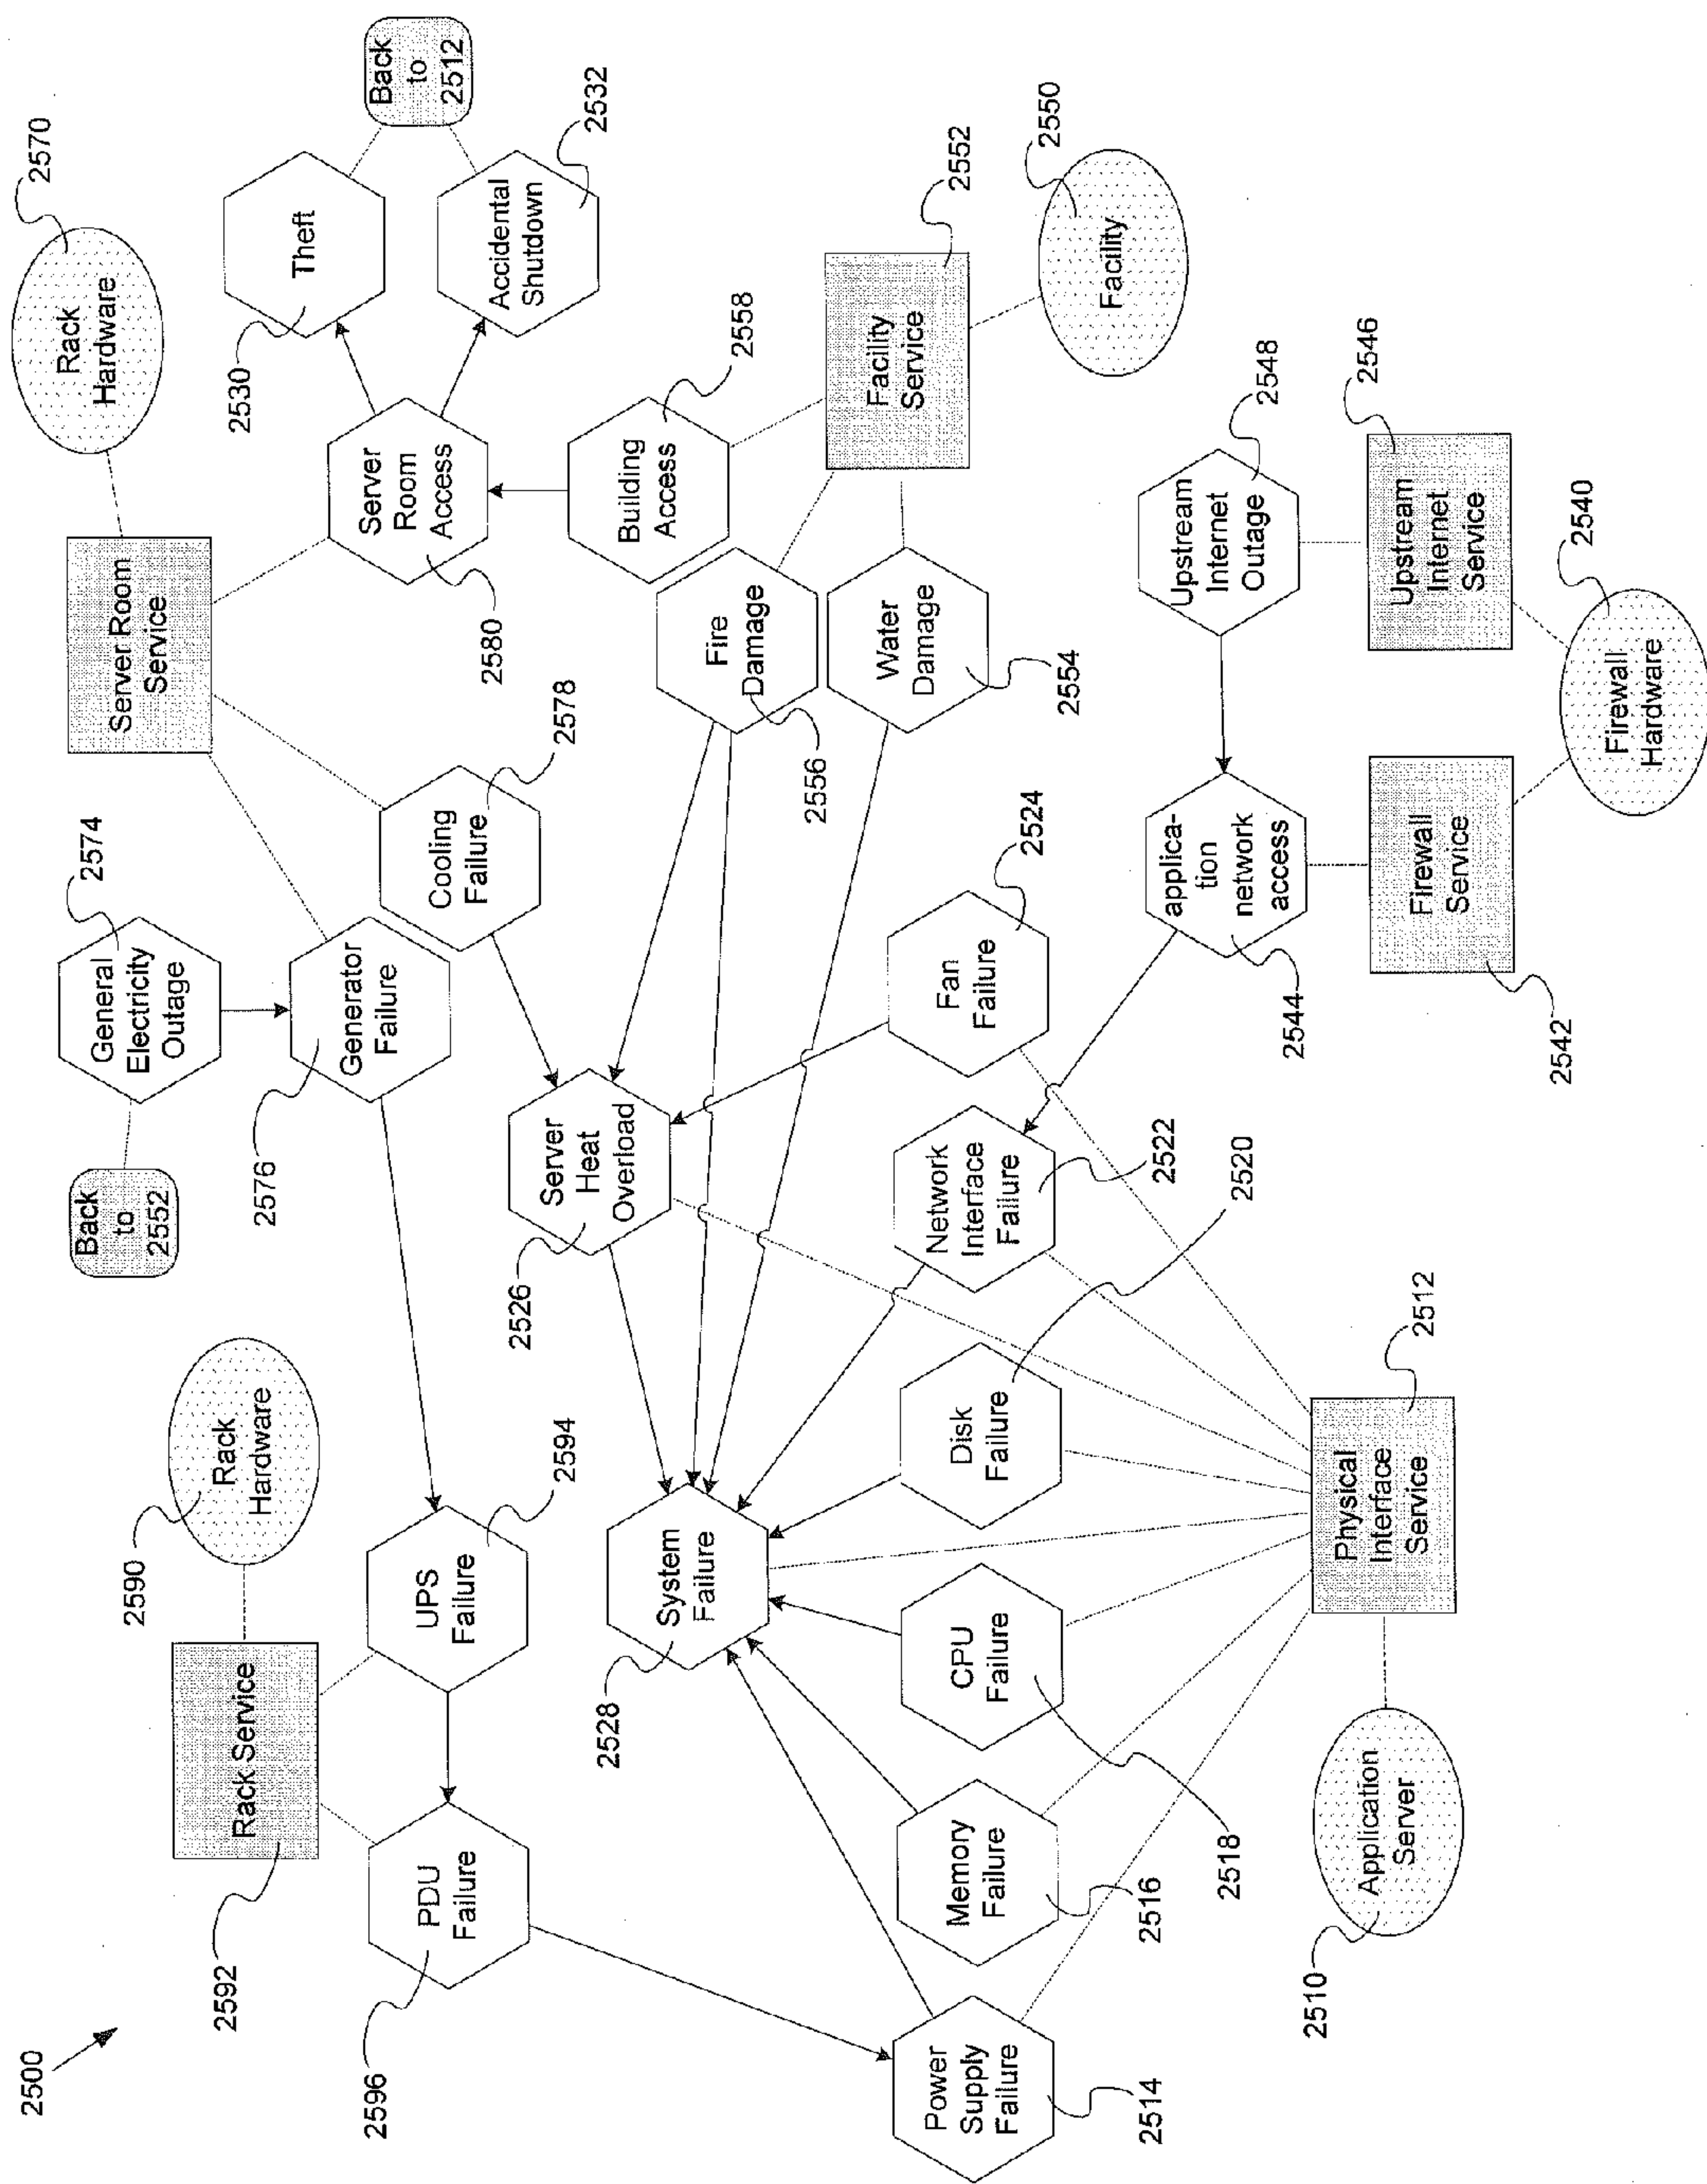 2500
2592
Rack Service
2590
Rack
Hardware
Back
to
2552
2574
General
Electricity
Outage
Server Room
Service
Rack
Hardware
2570
2596
PDU
Failure
UPS
Failure
2594
2576
Generator
Failure
Cooling
Failure
2578
2580
Server
Room
Access
2530
Theft
Back
to
2512
Accidental
Shutdown
2532
2528
System
Failure
2526
Server
Heat
Overload
Fire
Damage
2556
Building
Access
2558
Water
Damage
2554
Facility
Service
2552
Facility
2550
Power
Supply
Failure
2514
Memory
Failure
2516
CPU
Failure
2518
Disk
Failure
2520
Network
Interface
Failure
2522
Fan
Failure
2524
2544
applica-
tion
network
access
Upstream
Internet
Outage
2548
2510
Application
Server
Physical
Interface
Service
2512
2542
Firewall
Service
Upstream
Internet
Service
2546
Firewall
Hardware
2540